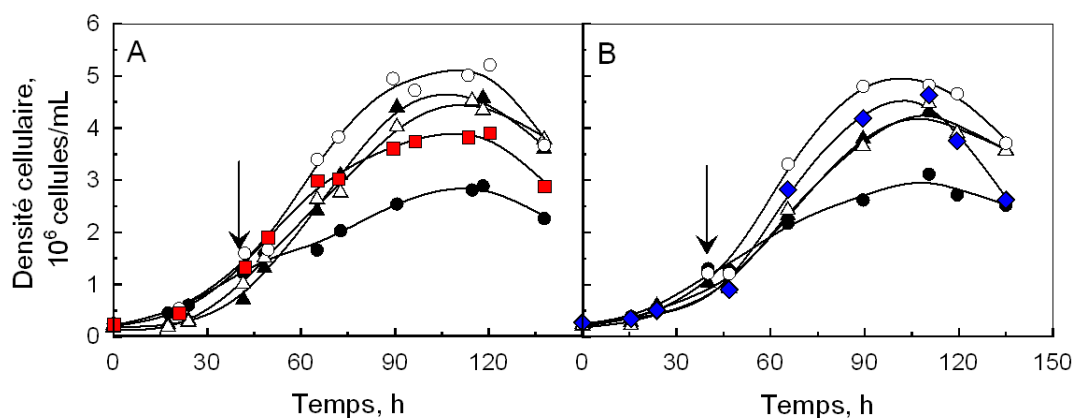 Densité cellulaire,
10⁶ cellules/mL
6
5
4
3
2
1
0
A
B
0 30 60 90 120 0 30 60 90 120 150
Temps, h Temps, h